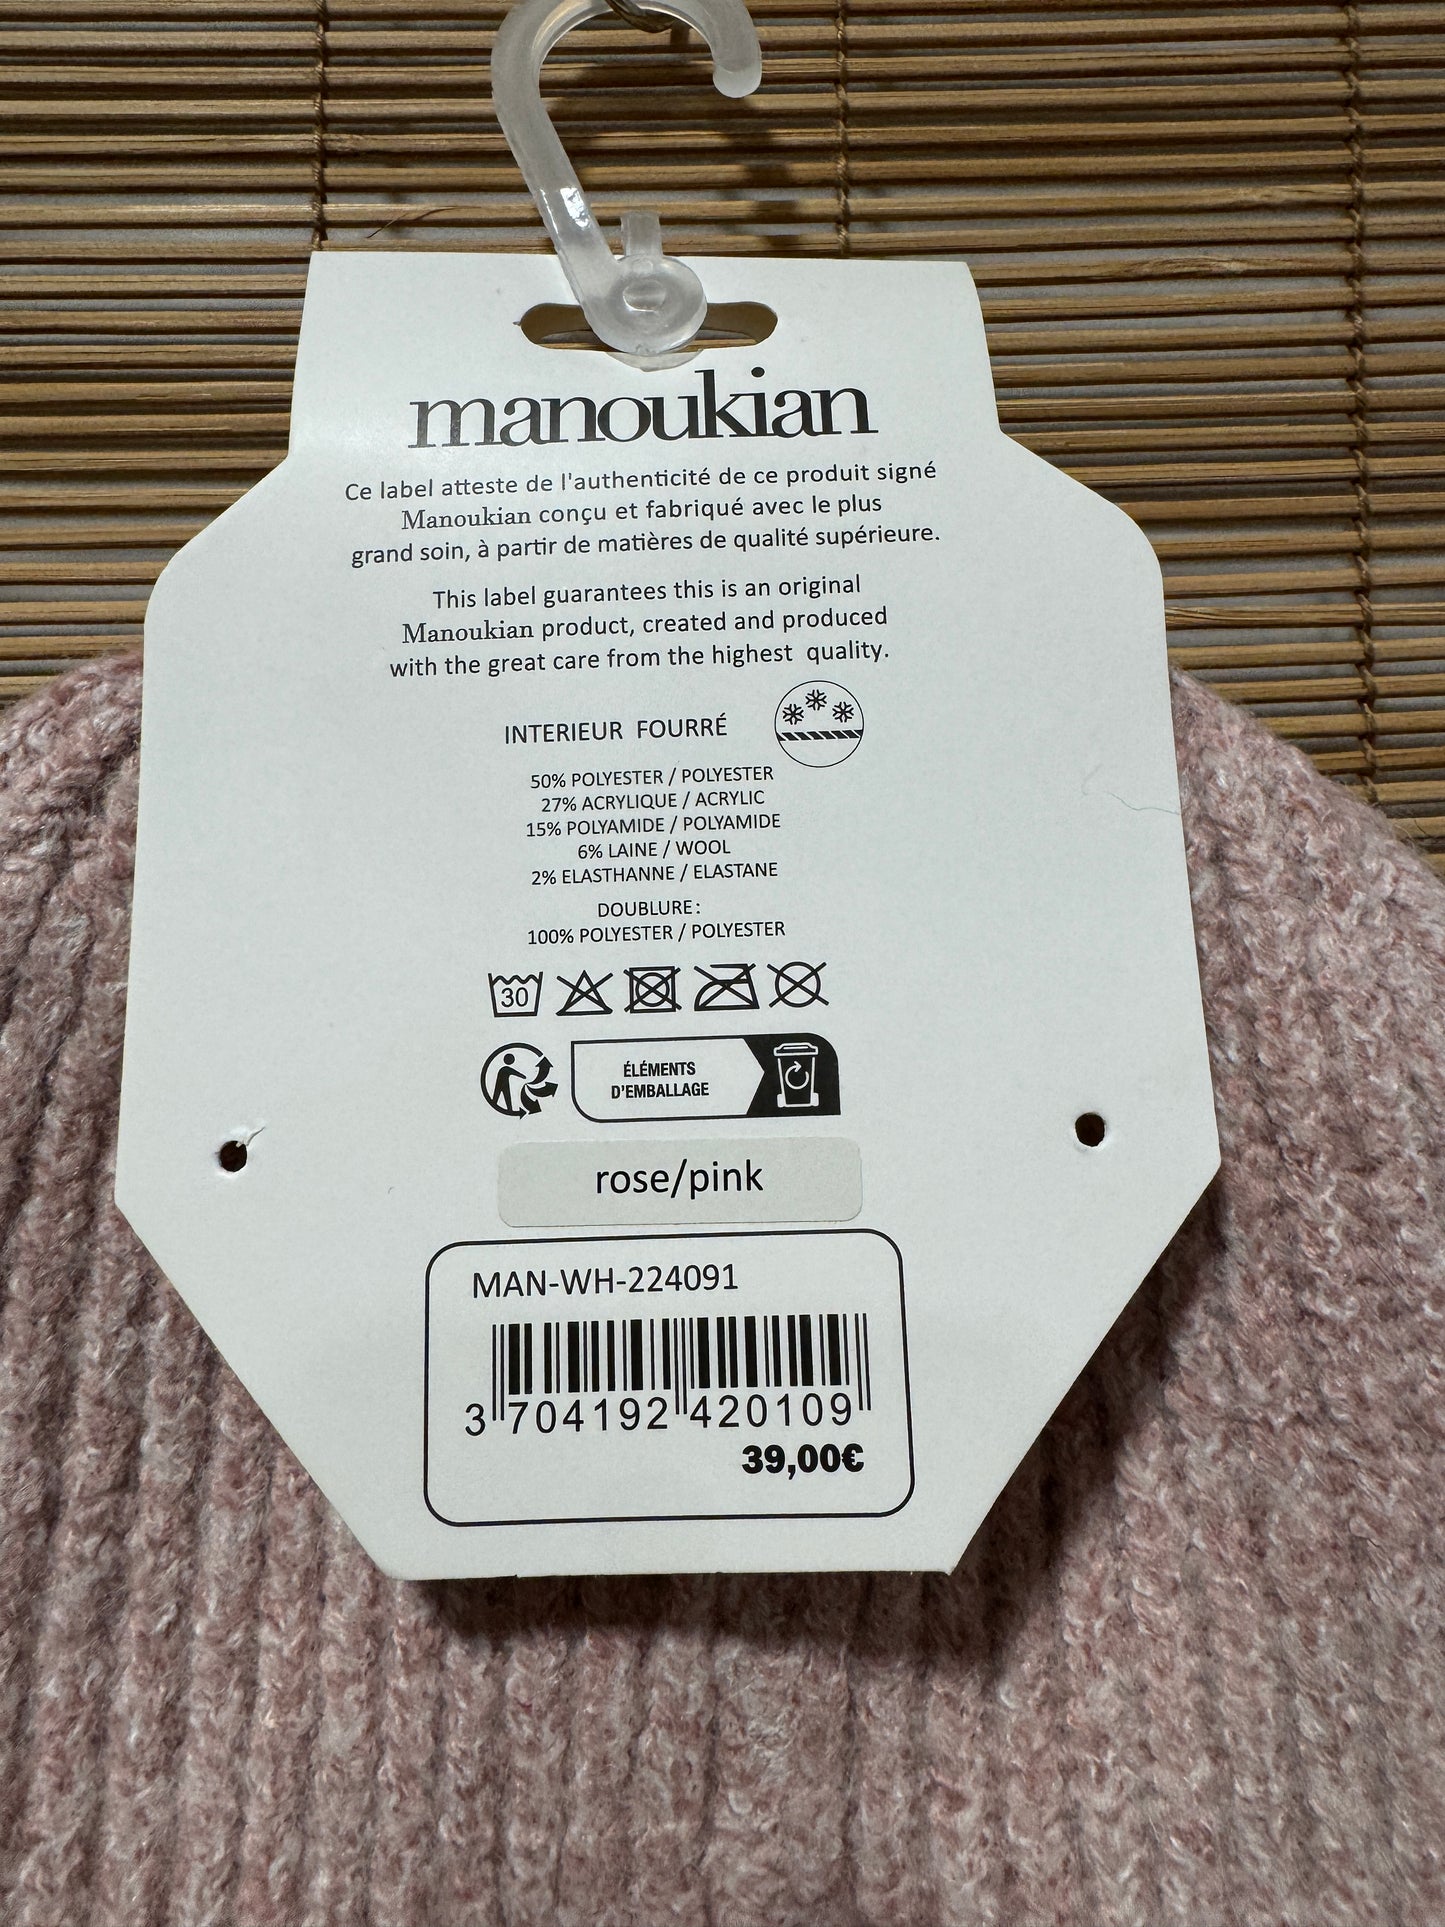 manoukian
Ce label atteste de l'authenticité de ce produit signé
Manoukian conçu et fabriqué avec le plus
grand soin, à partir de matières de qualité supérieure.
This label guarantees this is an original
Manoukian product, created and produced
with the great care from the highest quality.
INTERIEUR FOURRÉ
50% POLYESTER / POLYESTER
27% ACRYLIQUE / ACRYLIC
15% POLYAMIDE / POLYAMIDE
6% LAINE / WOOL
2% ELASTHANNE / ELASTANE
DOUBLURE:
100% POLYESTER / POLYESTER
30
ÉLÉMENTS
D'EMBALLAGE
rose/pink
MAN-WH-224091
3 704192 420109
39,00€